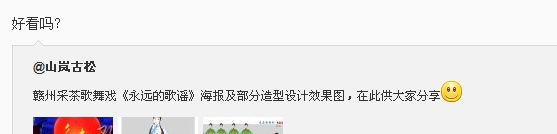 好看吗?
@山岚古松
赣州采茶歌舞戏《永远的歌谣》海报及部分造型设计效果图，在此供大家分享